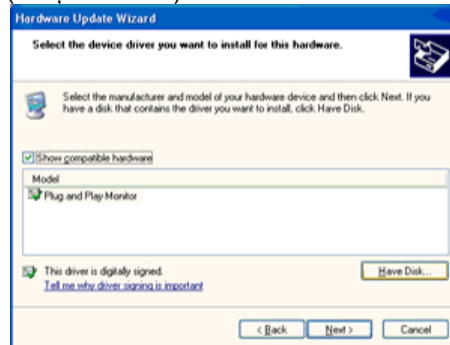 Hardware Update Wizard
Select the device driver you want to install for this hardware.
Select the manufacturer and model of your hardware device and then click Next. If you
have a disk that contains the driver you want to install, click Have Disk.
Show compatible hardware
Model
Plug and Play Monitor
This driver is digitally signed.
Have Disk...
Tell me why driver signing is important
< Back
Next >
Cancel